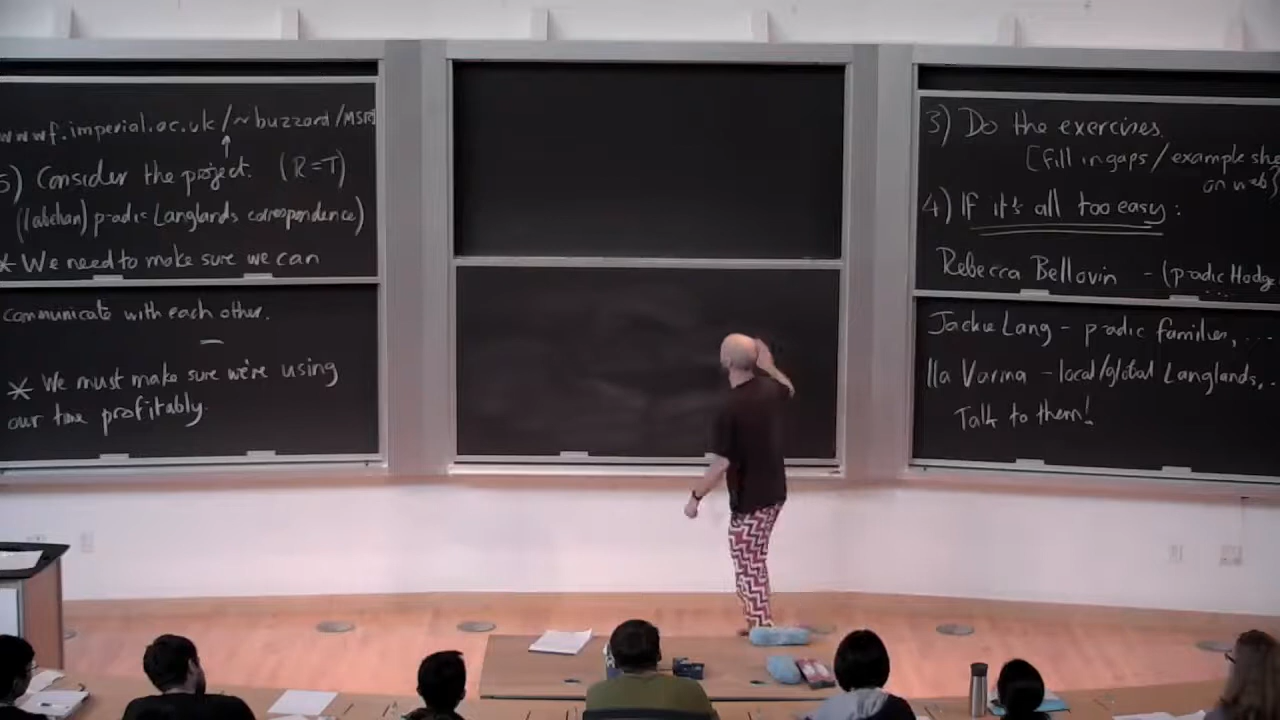 wwwf.imperial.ac.uk/~buzzard/MSRI
5) Consider the project. (R=T)
((abelian) p-adic Langlands correspondence)
* We need to make sure we can
communicate with each other.
* We must make sure we're using
our time profitably.
3) Do the exercises.
[fill in gaps / example she
on web]
4) If it's all too easy:
Rebecca Bellovin - (p-adic Hodge
Jackie Lang - p-adic families, ...
Ila Varma - local/global Langlands, .
Talk to them!